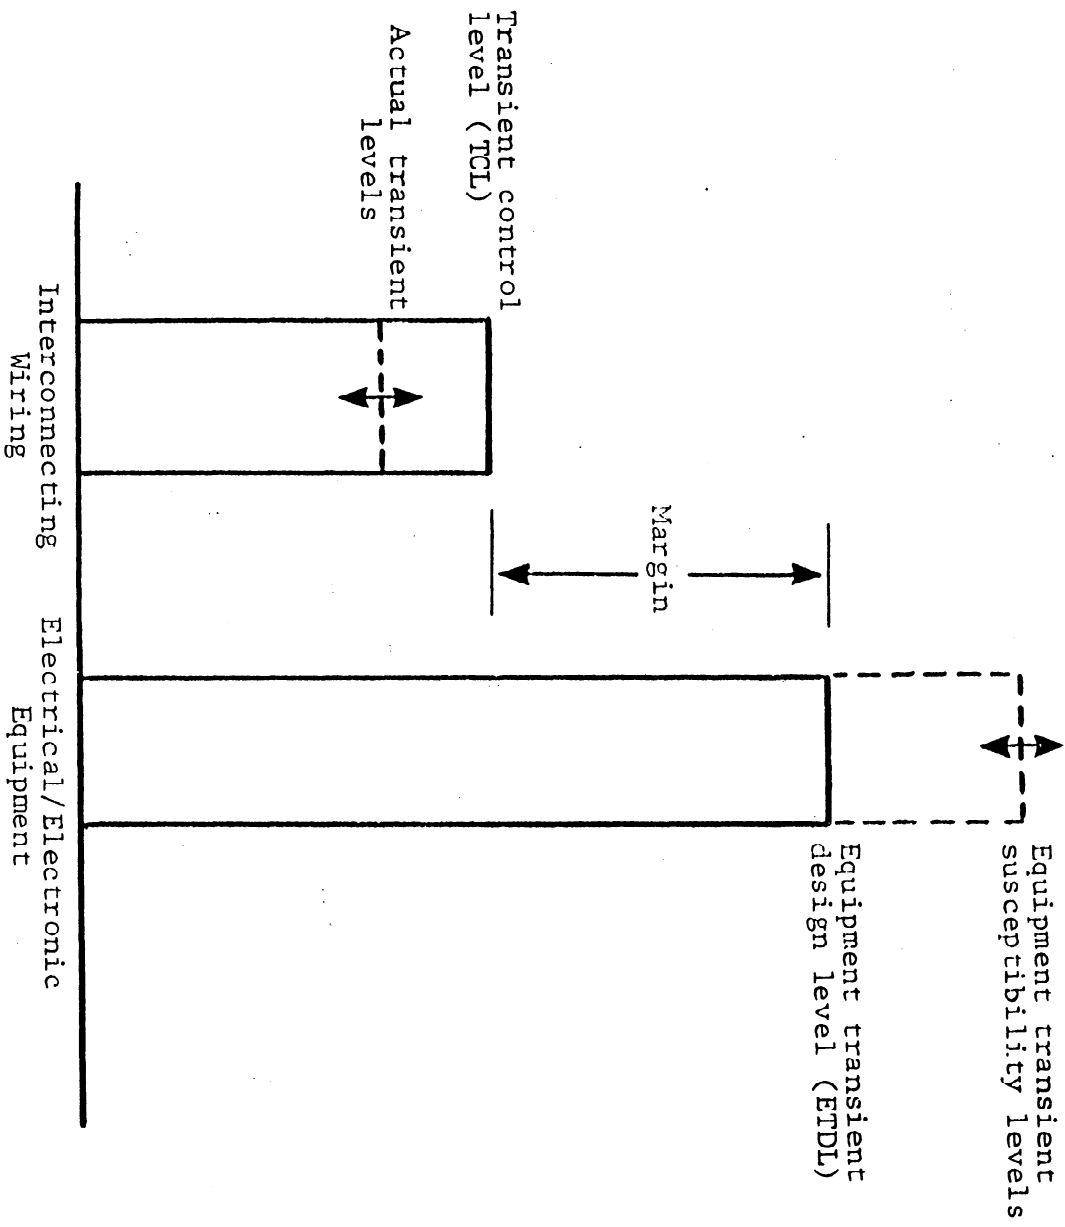 Equipment transient
susceptibility levels
Equipment transient
design level (ETDL)
Margin
Transient control
level (TCL)
Actual transient
levels
Interconnecting
Wiring
Electrical/Electronic
Equipment